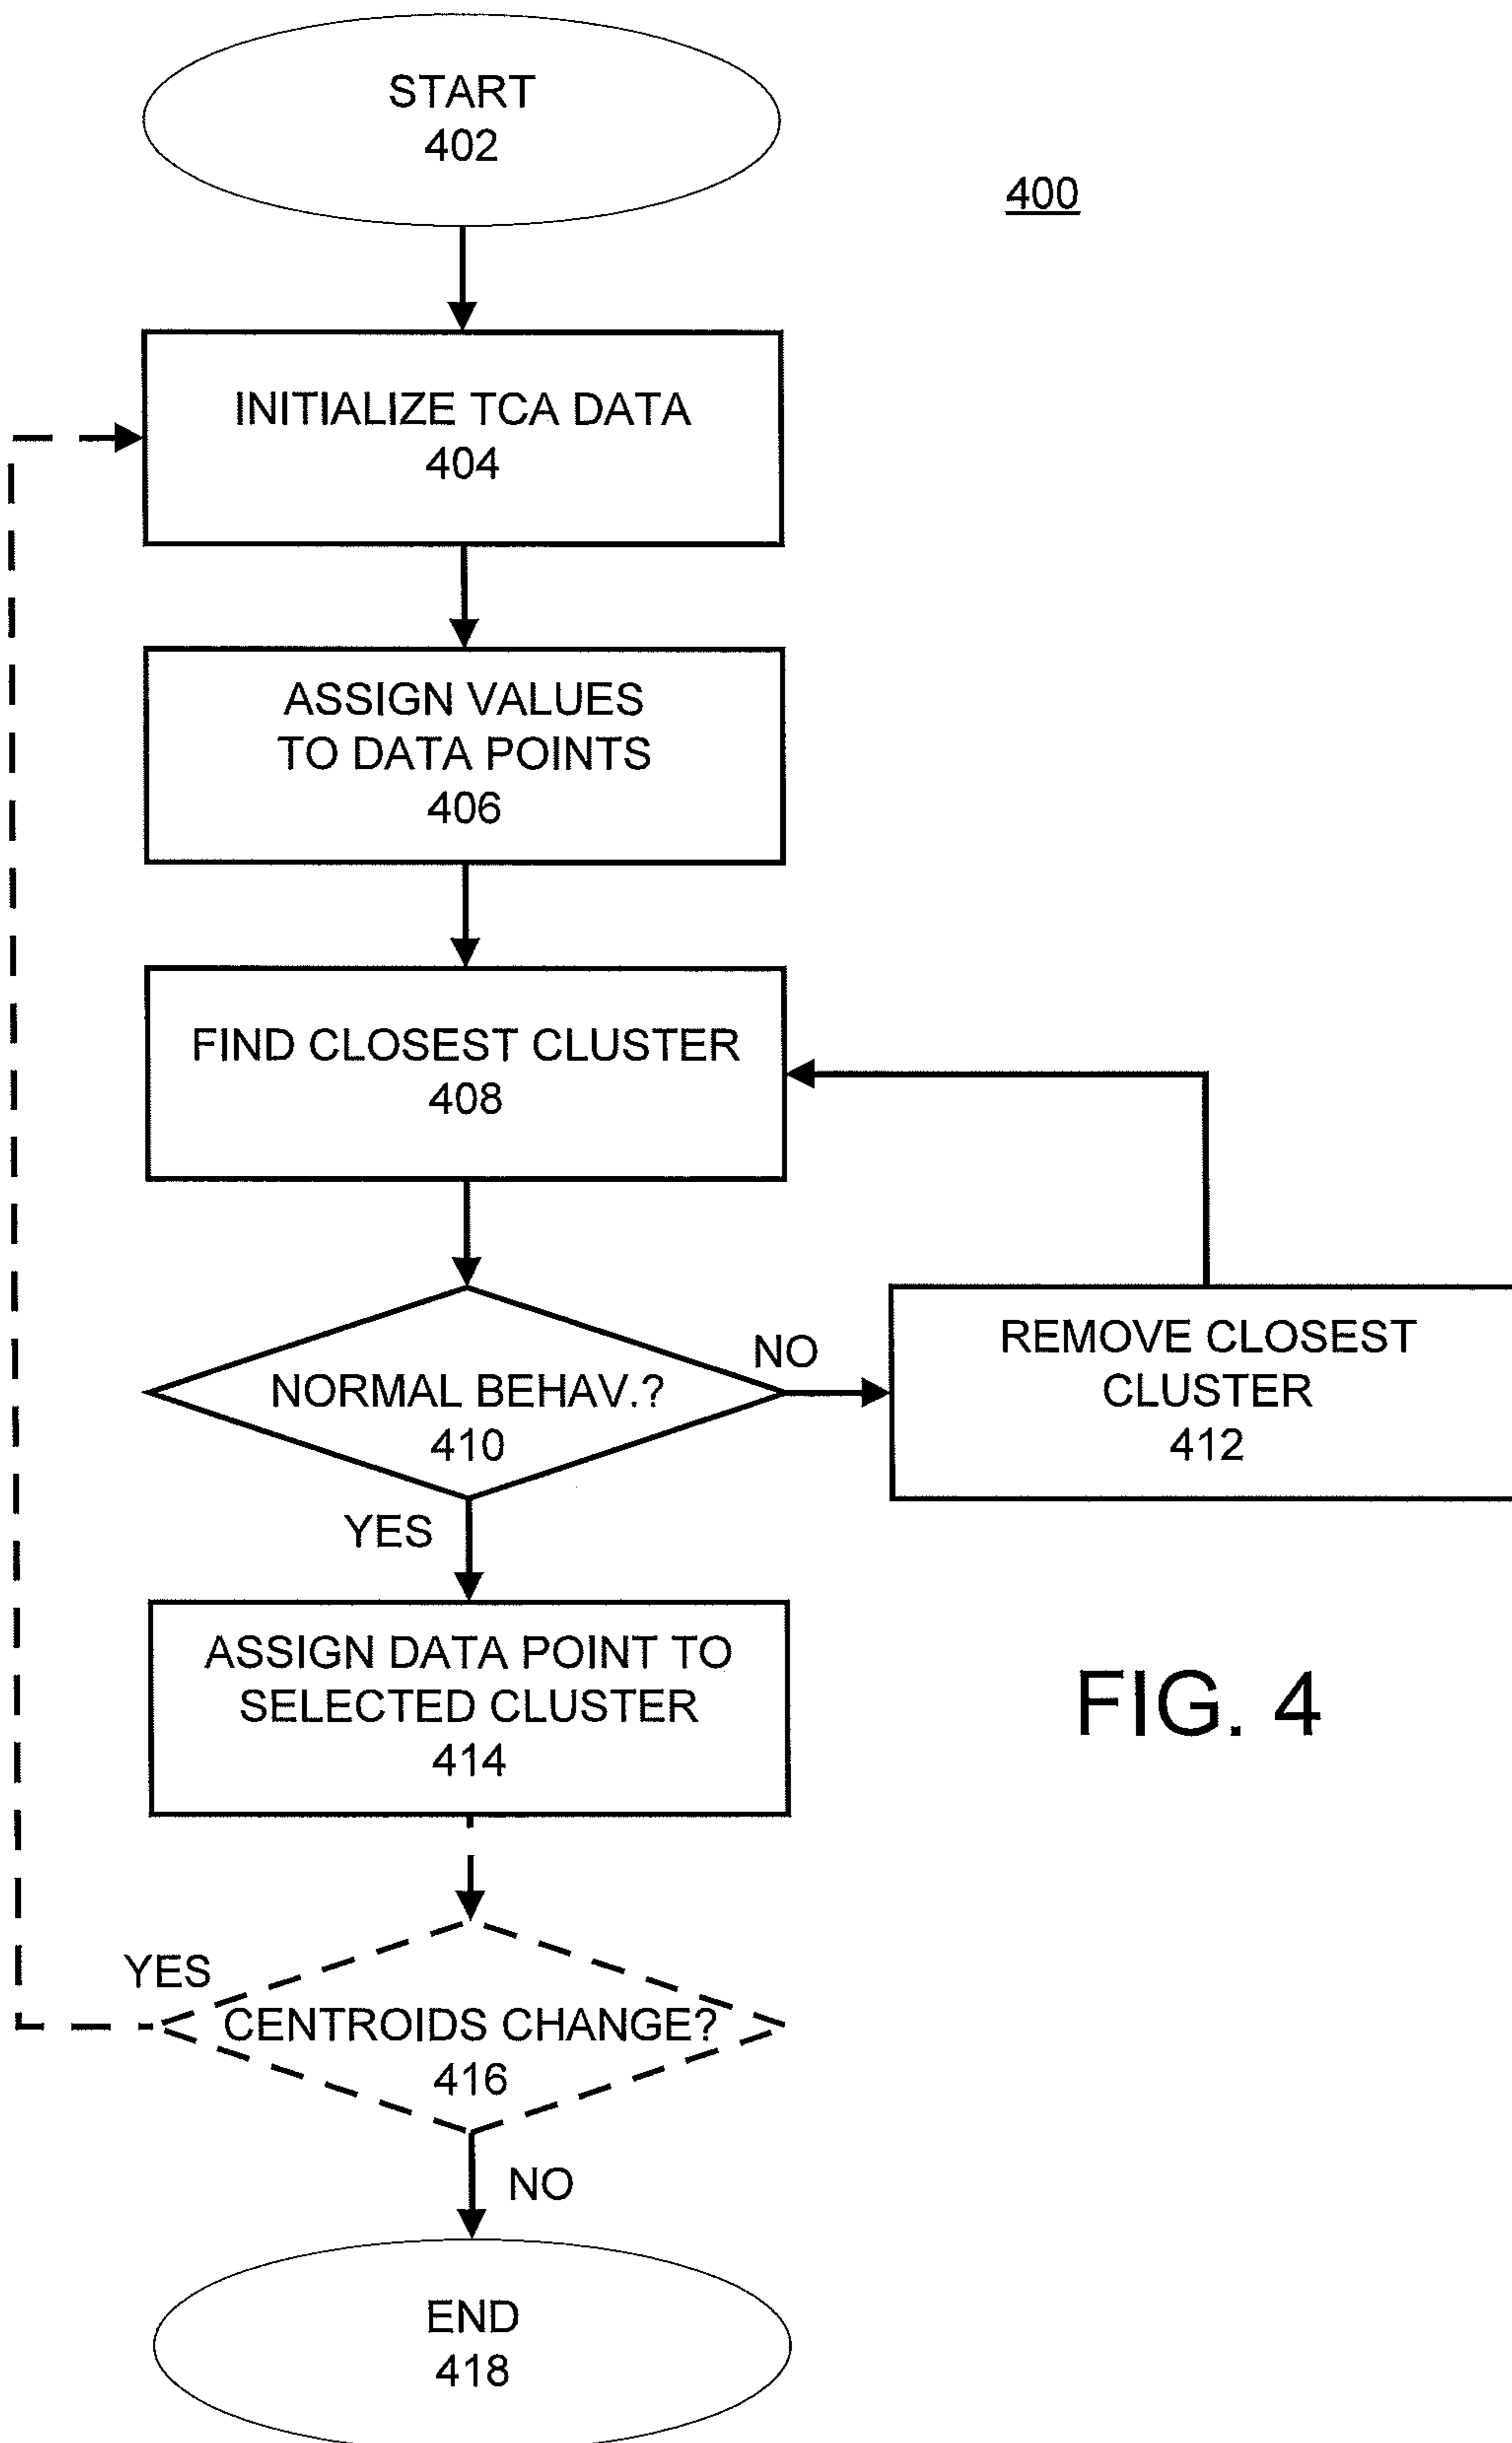 START
402
400
INITIALIZE TCA DATA
404
ASSIGN VALUES
TO DATA POINTS
406
FIND CLOSEST CLUSTER
408
NORMAL BEHAV.?
410
NO
REMOVE CLOSEST
CLUSTER
412
YES
ASSIGN DATA POINT TO
SELECTED CLUSTER
414
FIG. 4
YES
CENTROIDS CHANGE?
416
NO
END
418